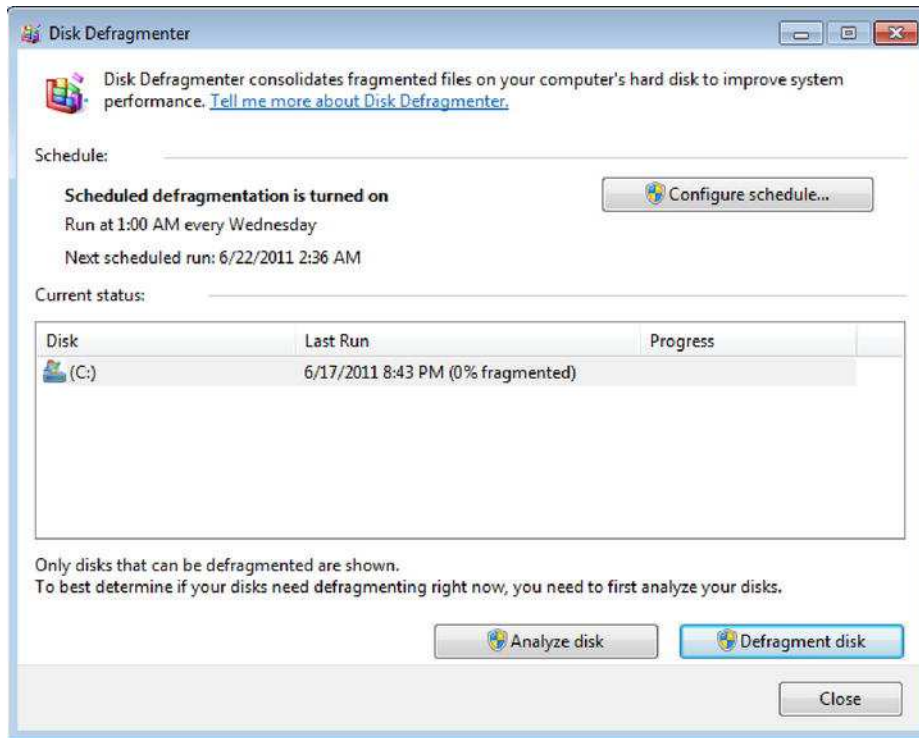 Disk Defragmenter
Disk Defragmenter consolidates fragmented files on your computer's hard disk to improve system
performance. Tell me more about Disk Defragmenter.
Schedule:
Scheduled defragmentation is turned on
Configure schedule...
Run at 1:00 AM every Wednesday
Next scheduled run: 6/22/2011 2:36 AM
Current status:
Disk Last Run Progress
(C:) 6/17/2011 8:43 PM (0% fragmented)
Only disks that can be defragmented are shown.
To best determine if your disks need defragmenting right now, you need to first analyze your disks.
Analyze disk Defragment disk
Close